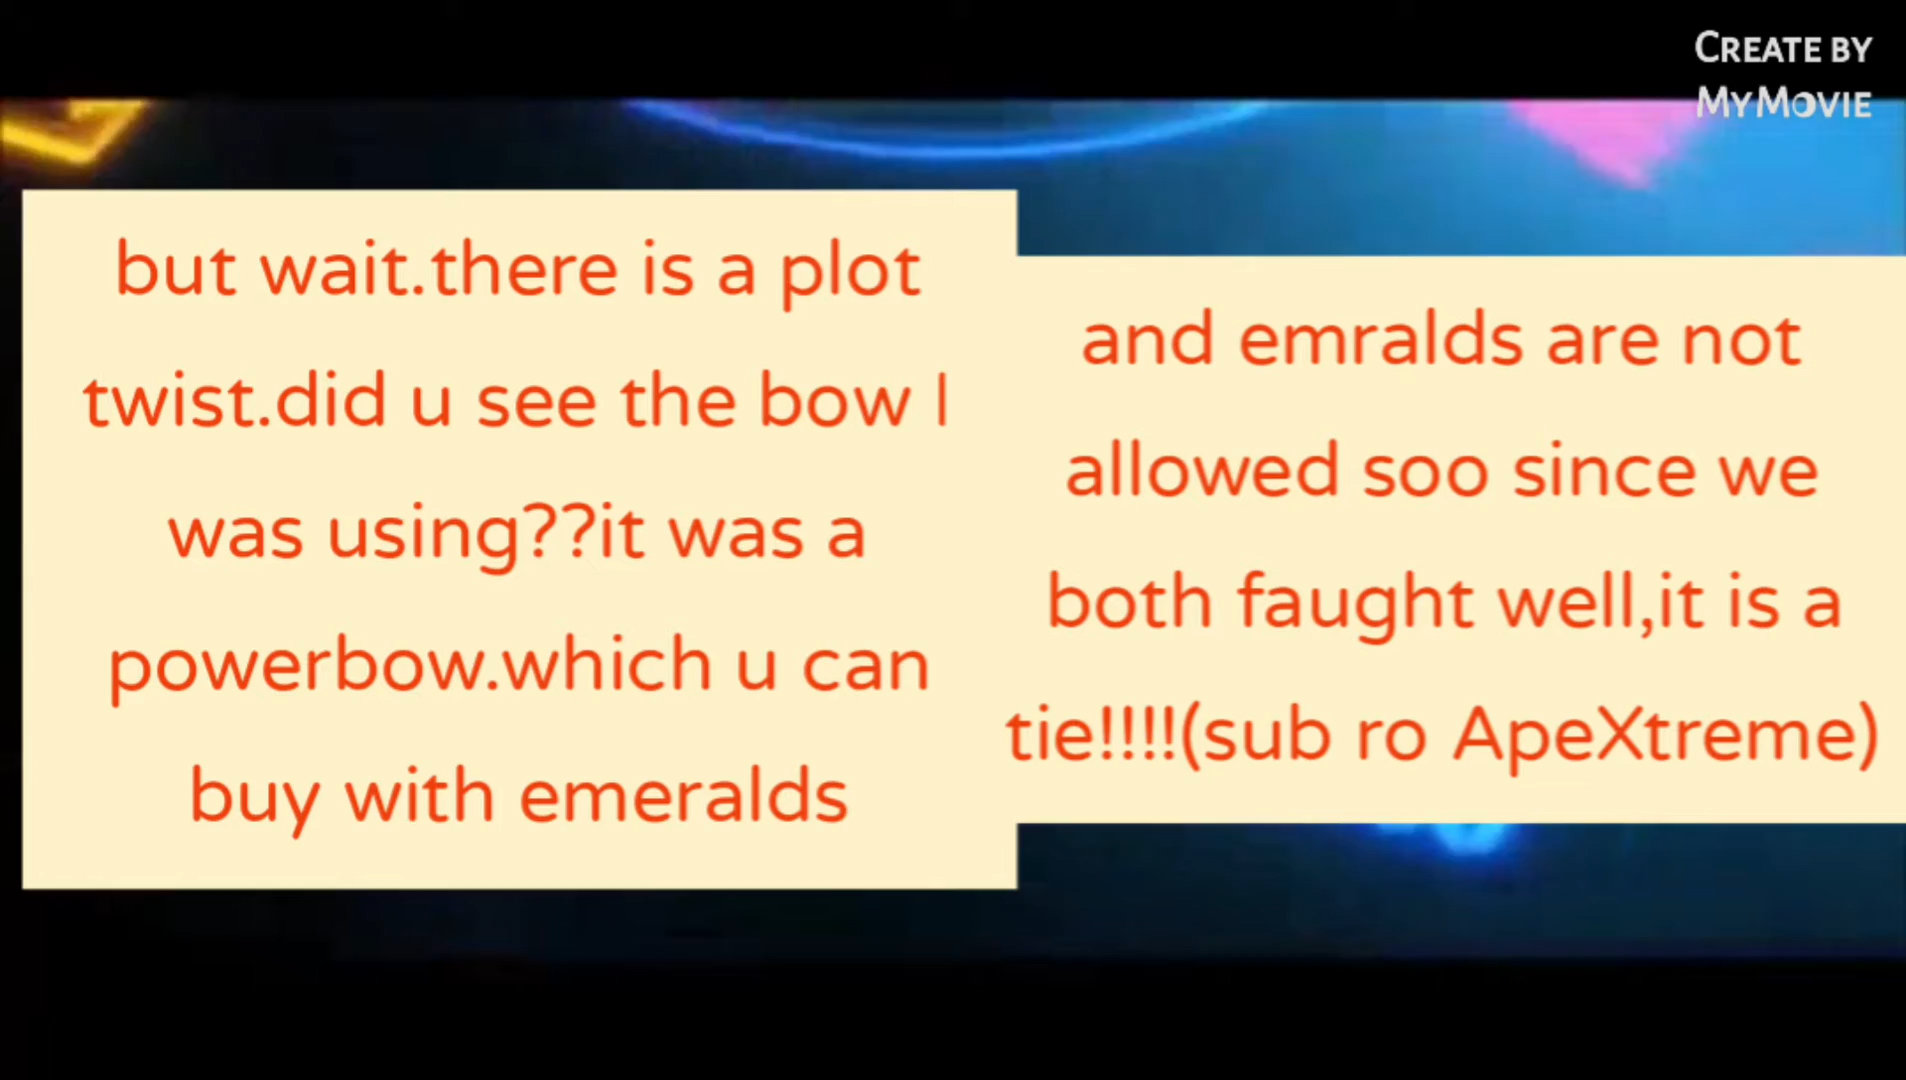 CREATE BY
MYMOVIE
but wait.there is a plot
twist.did u see the bow I
was using??it was a
powerbow.which u can
buy with emeralds
and emralds are not
allowed soo since we
both faught well,it is a
tie!!!!(sub ro ApeXtreme)